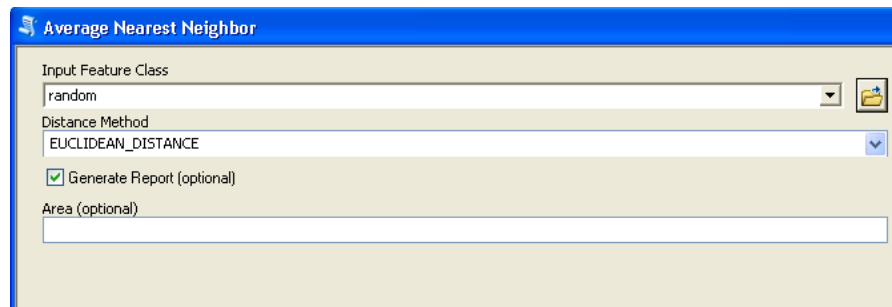 Average Nearest Neighbor
Input Feature Class
random
Distance Method
EUCLIDEAN_DISTANCE
Generate Report (optional)
Area (optional)